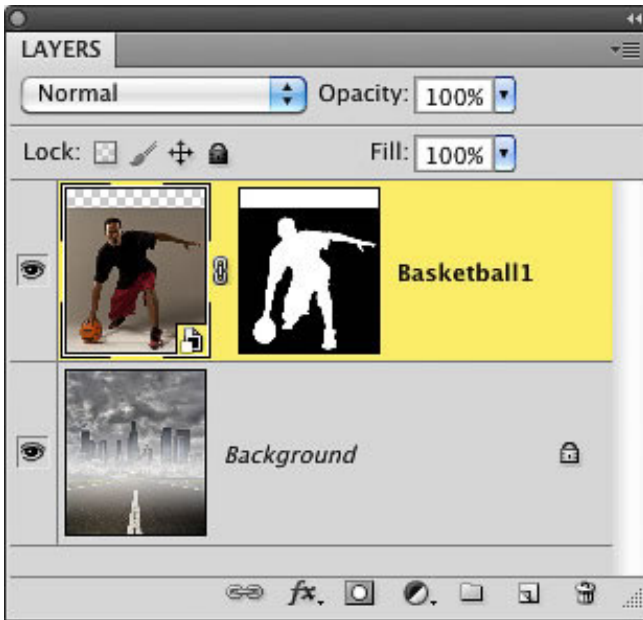 LAYERS
Normal Opacity: 100%
Lock: Fill: 100%
Basketball1
Background
fx.